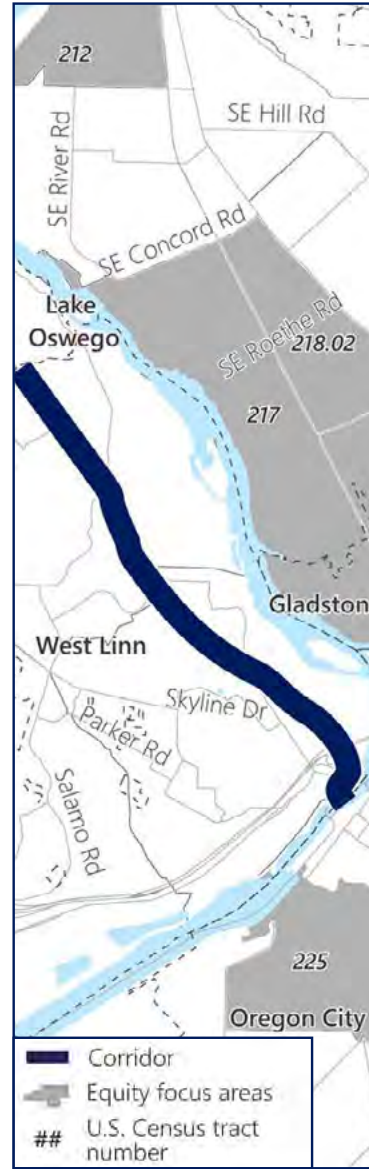 212
SE Hill Rd
SE River Rd
SE Concord Rd
Lake
Oswego
SE Roethe Rd
218.02
217
Gladston
West Linn
Skyline Dr
Parker Rd
Salamo Rd
225
Oregon City
Corridor
Equity focus areas
## U.S. Census tract
number